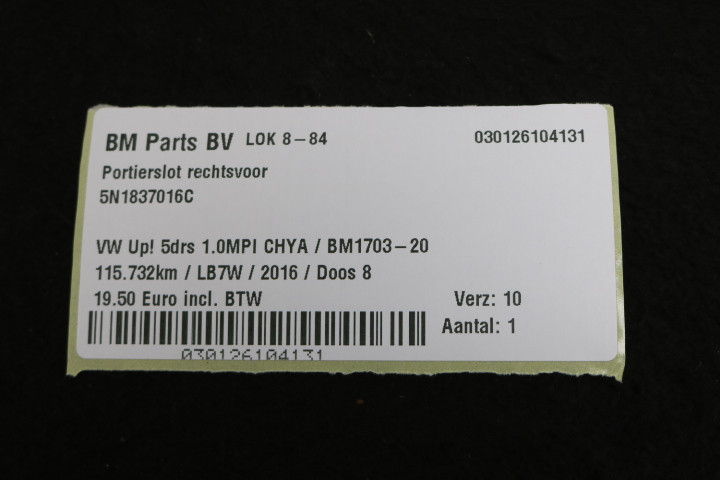 BM Parts BV LOK 8-84 030126104131
Portierslot rechtsvoor
5N1837016C
VW Up! 5drs 1.0MPI CHYA / BM1703-20
115.732km / LB7W / 2016 / Doos 8
19.50 Euro incl. BTW Verz: 10
Aantal: 1
030126104131